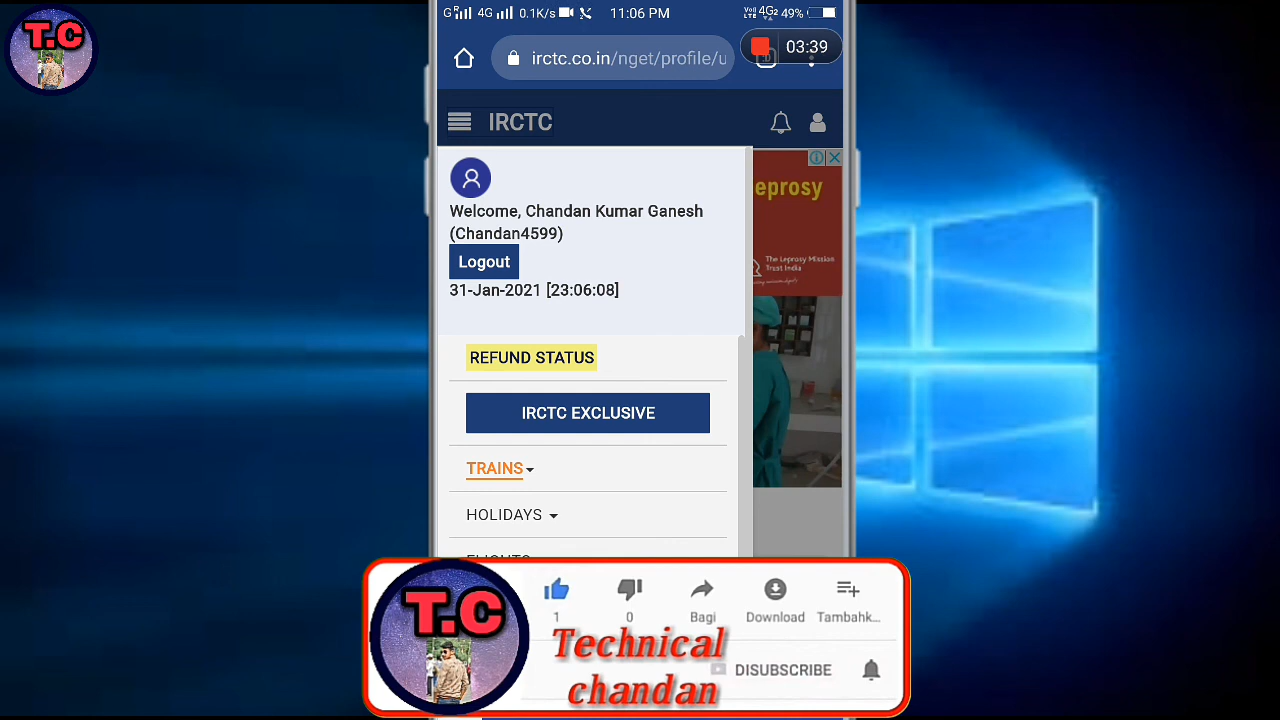 T.C
4G 0.1K/s 11:06 PM 4G2 49%
irctc.co.in/nget/profile/u
03:39
IRCTC
Welcome, Chandan Kumar Ganesh
(Chandan4599)
Logout
31-Jan-2021 [23:06:08]
REFUND STATUS
IRCTC EXCLUSIVE
TRAINS
HOLIDAYS
FLIGHTS
eprosy
The Leprosy Mission
Trust India
T.C
1 0 Bagi Download Tambahk...
Technical
DISUBSCRIBE
chandan